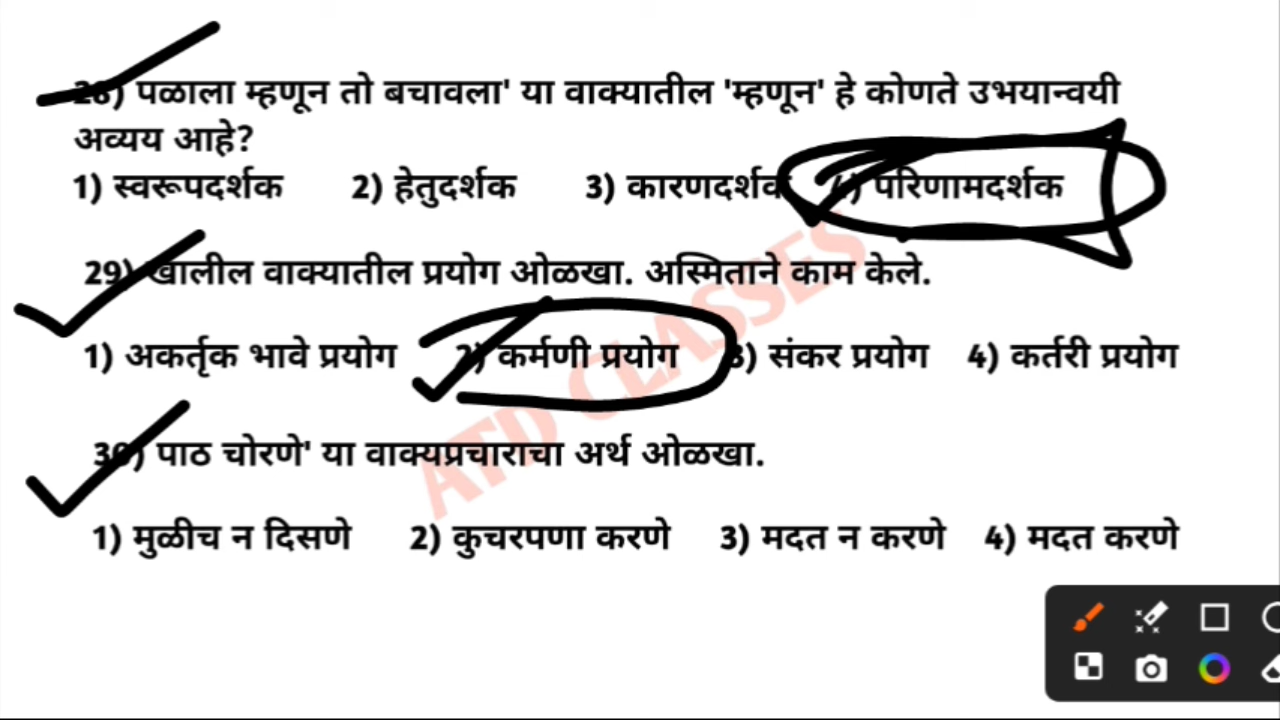 28) पळाला म्हणून तो बचावला' या वाक्यातील 'म्हणून' हे कोणते उभयान्वयी
अव्यय आहे?
1) स्वरूपदर्शक 2) हेतुदर्शक 3) कारणदर्शक 4) परिणामदर्शक
29) खालील वाक्यातील प्रयोग ओळखा. अस्मिताने काम केले.
1) अकर्तृक भावे प्रयोग 2) कर्मणी प्रयोग 3) संकर प्रयोग 4) कर्तरी प्रयोग
30) पाठ चोरणे' या वाक्यप्रचाराचा अर्थ ओळखा.
1) मुळीच न दिसणे 2) कुचरपणा करणे 3) मदत न करणे 4) मदत करणे
ATD CLASSES